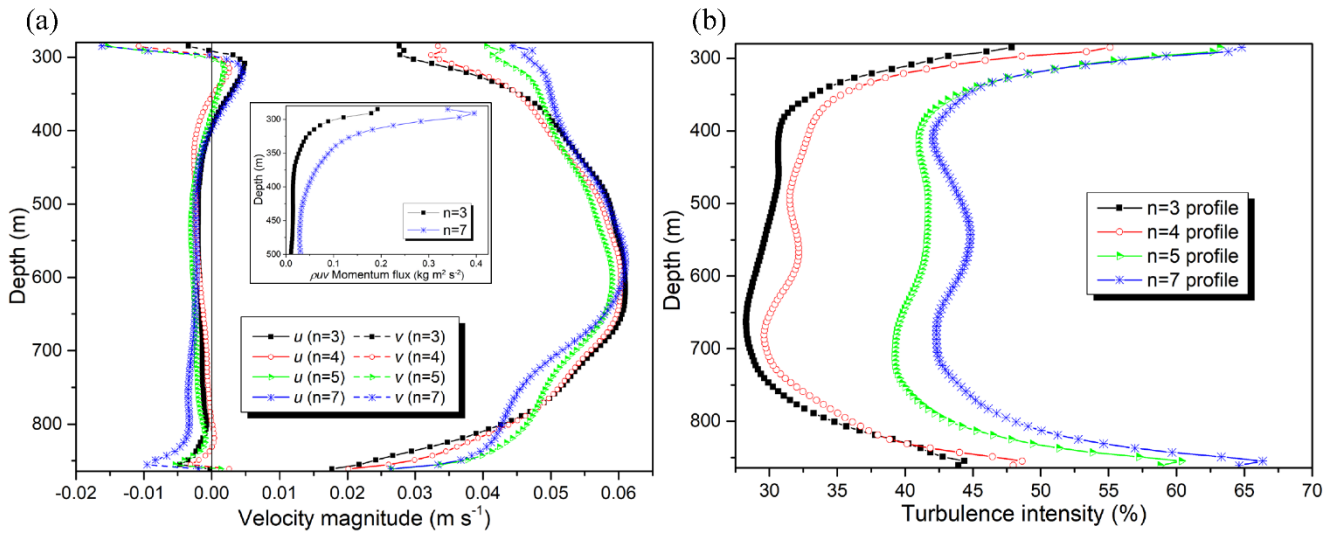 (a)
300
400
500
600
700
800
Depth (m)
-0.02 -0.01 0.00 0.01 0.02 0.03 0.04 0.05 0.06
Velocity magnitude (m s⁻¹)
300
350
400
450
500
Depth (m)
0.0 0.1 0.2 0.3 0.4
ρuv Momentum flux (kg m² s⁻²)
n=3
n=7
u (n=3) v (n=3)
u (n=4) v (n=4)
u (n=5) v (n=5)
u (n=7) v (n=7)
(b)
300
400
500
600
700
800
Depth (m)
30 35 40 45 50 55 60 65 70
Turbulence intensity (%)
n=3 profile
n=4 profile
n=5 profile
n=7 profile